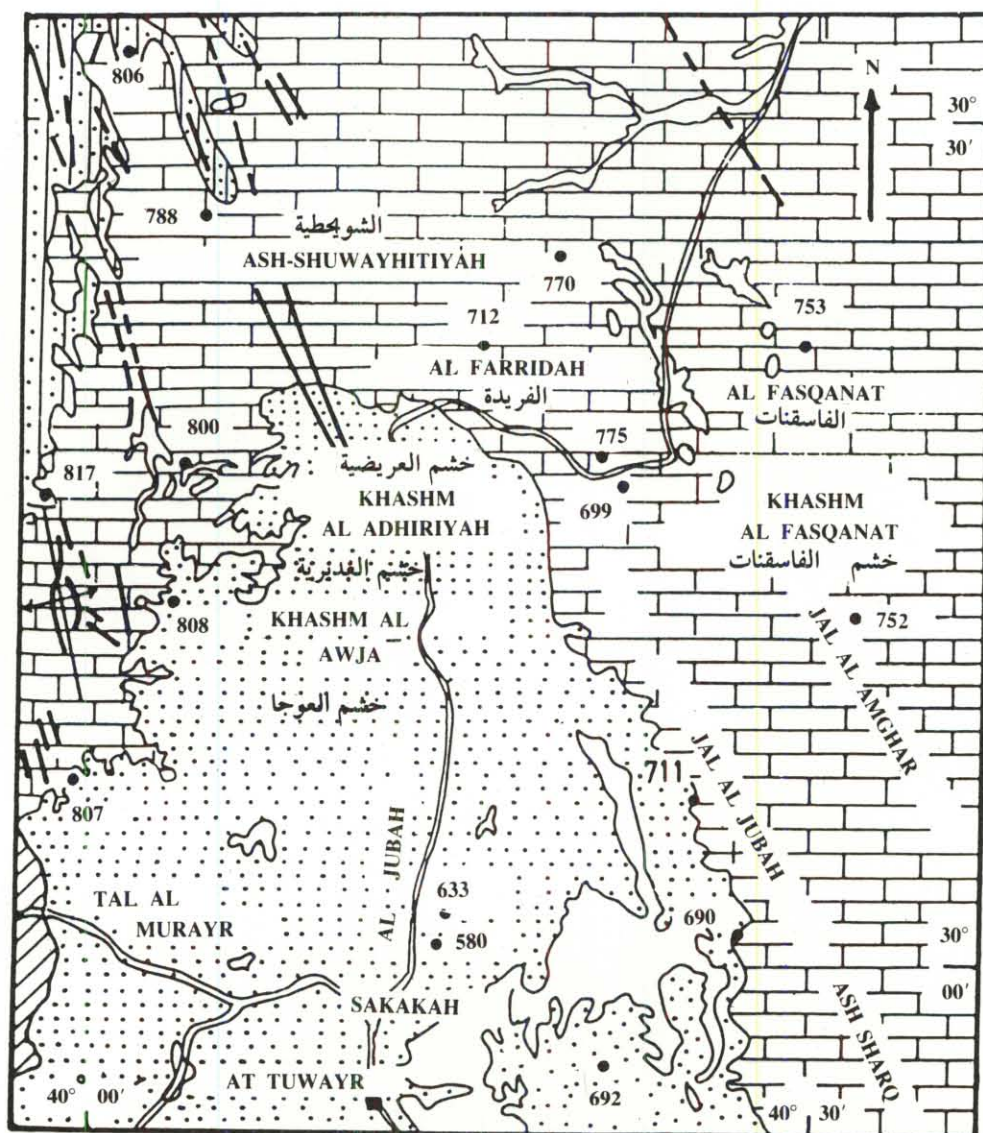 806
N
30°
30′
788
الشويحطية
ASH-SHUWAYHITIYAH
770
753
712
AL FARRIDAH
الفريدة
AL FASQANAT
الفاسقنات
800
775
817
خشم العريضية
KHASHM
AL ADHIRIYAH
699
KHASHM
AL FASQANAT
خشم الفاسقنات
خشم الغديرية
808
KHASHM AL
AWJA
752
JAL AL AMGHAR
خشم العوجا
711
JAL AL JUBAH
807
AL JUBAH
TAL AL
MURAYR
633
690
580
30°
00′
SAKAKAH
ASH SHARQ
AT TUWAYR
692
40° 00′
40° 30′